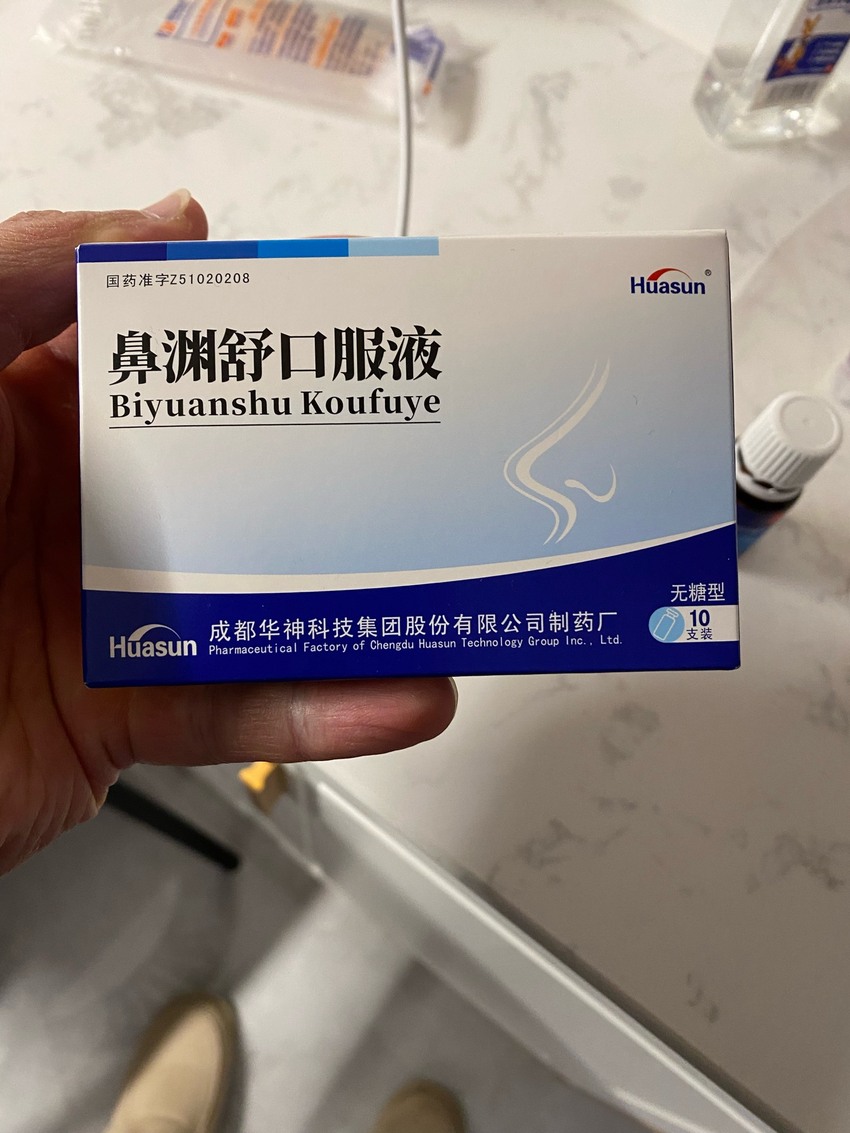 国药准字Z51020208
Huasun®
鼻渊舒口服液
Biyuanshu Koufuye
无糖型
10
支装
Huasun
成都华神科技集团股份有限公司制药厂
Pharmaceutical Factory of Chengdu Huasun Technology Group Inc., Ltd.